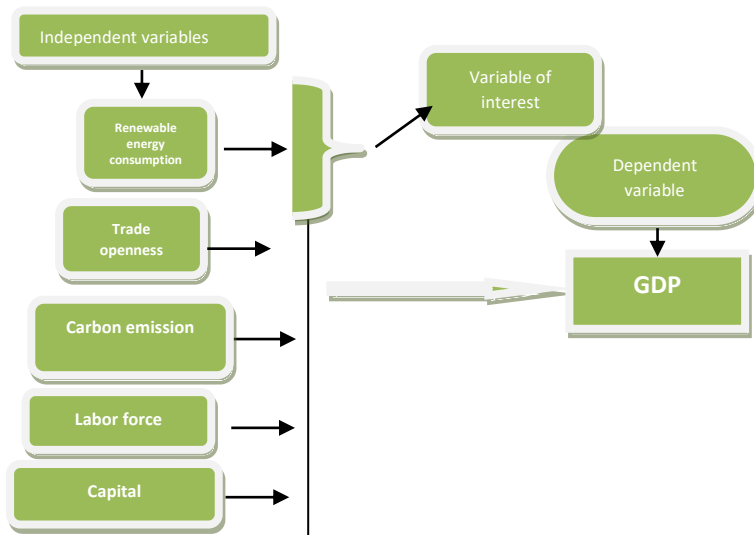 Independent variables
Renewable
energy
consumption
Trade
openness
Carbon emission
Labor force
Capital
Variable of
interest
Dependent
variable
GDP